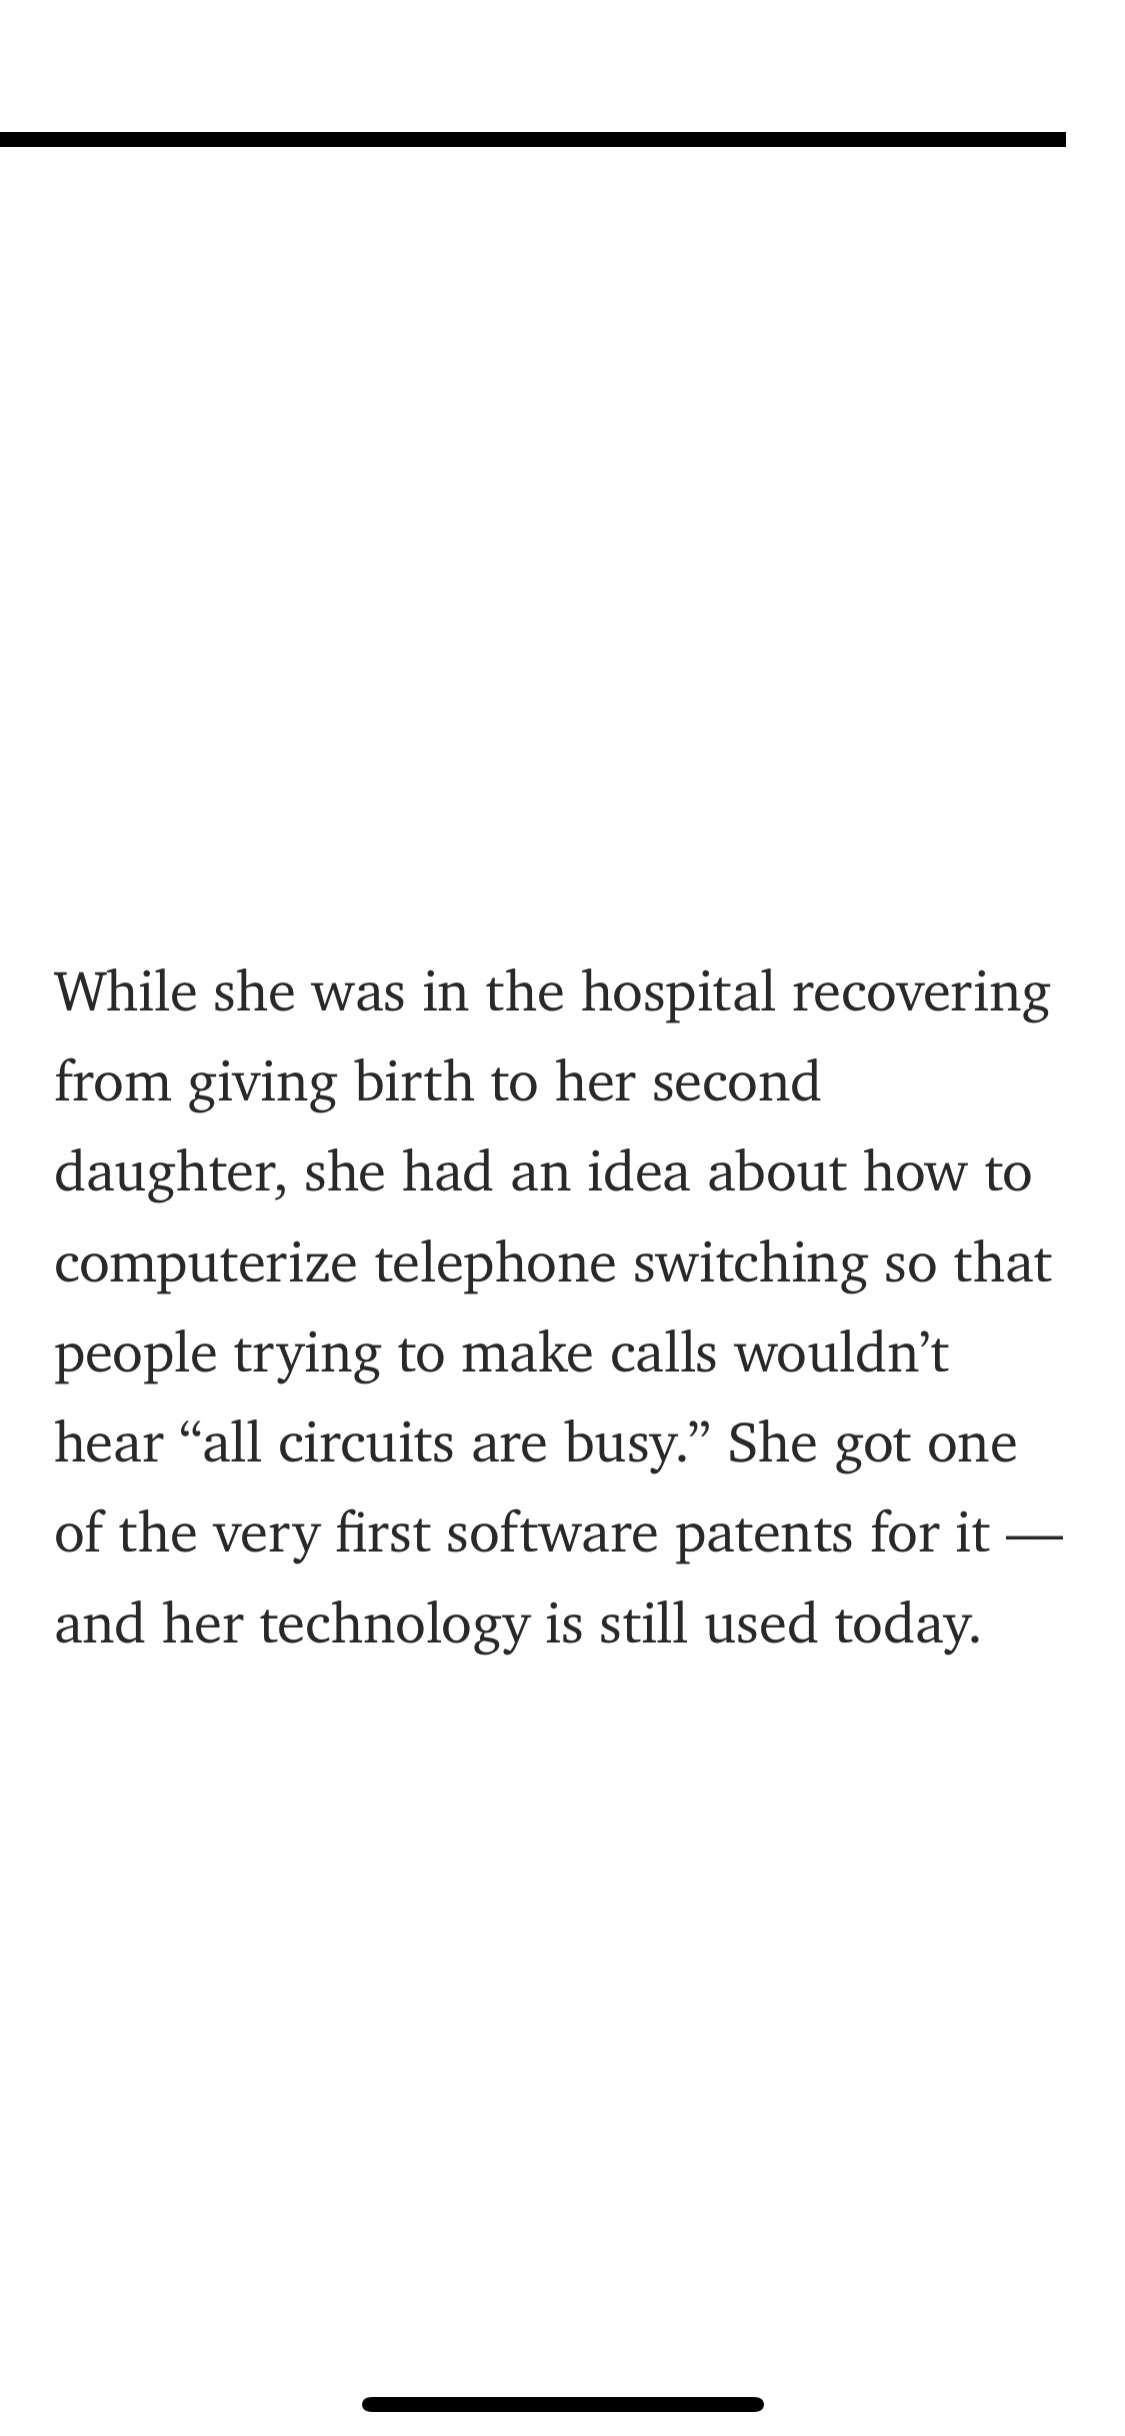 While she was in the hospital recovering
from giving birth to her second
daughter, she had an idea about how to
computerize telephone switching so that
people trying to make calls wouldn’t
hear “all circuits are busy.” She got one
of the very first software patents for it —
and her technology is still used today.